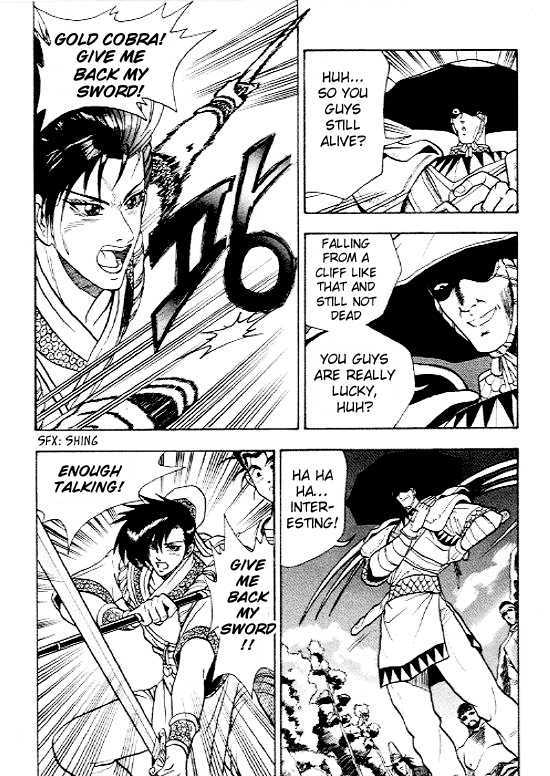 GOLD COBRA!
GIVE ME
BACK MY
SWORD!
HUH...
SO YOU
GUYS
STILL
ALIVE?
FALLING
FROM A
CLIFF LIKE
THAT AND
STILL NOT
DEAD
YOU GUYS
ARE REALLY
LUCKY,
HUH?
SFX: SHING
ENOUGH
TALKING!
GIVE
ME
BACK
MY
SWORD
!!
HA HA
HA...
INTER-
ESTING!